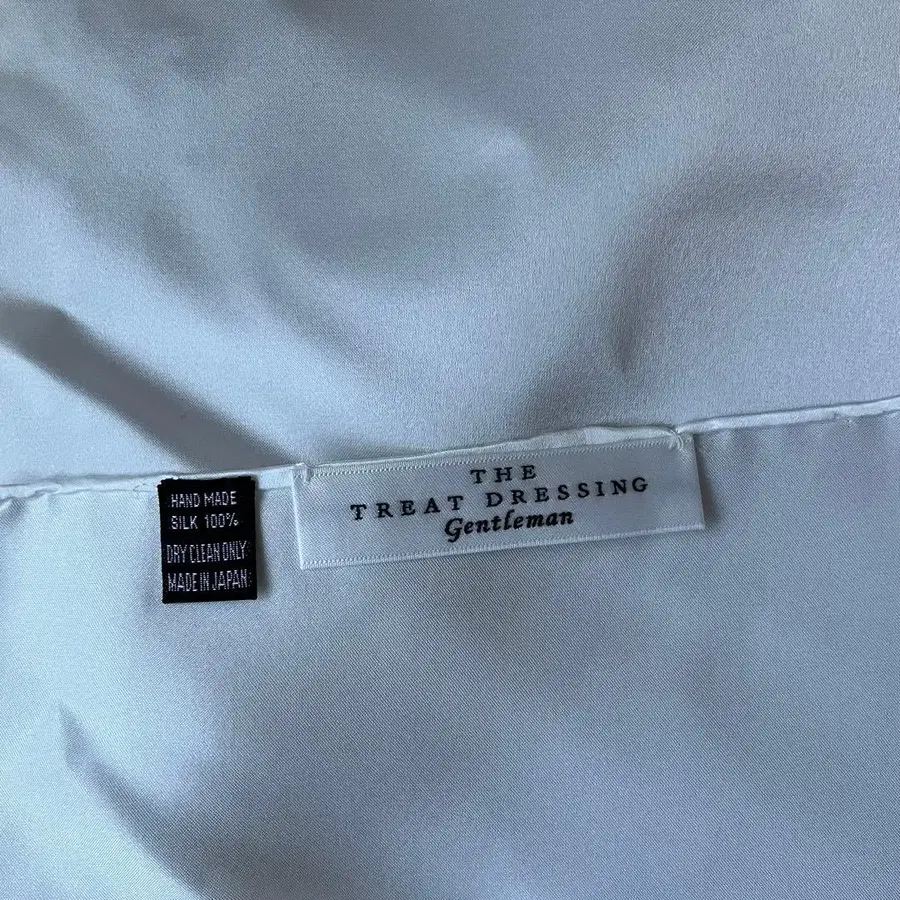 HAND MADE
SILK 100%
DRY CLEAN ONLY
MADE IN JAPAN
THE
TREAT DRESSING
Gentleman